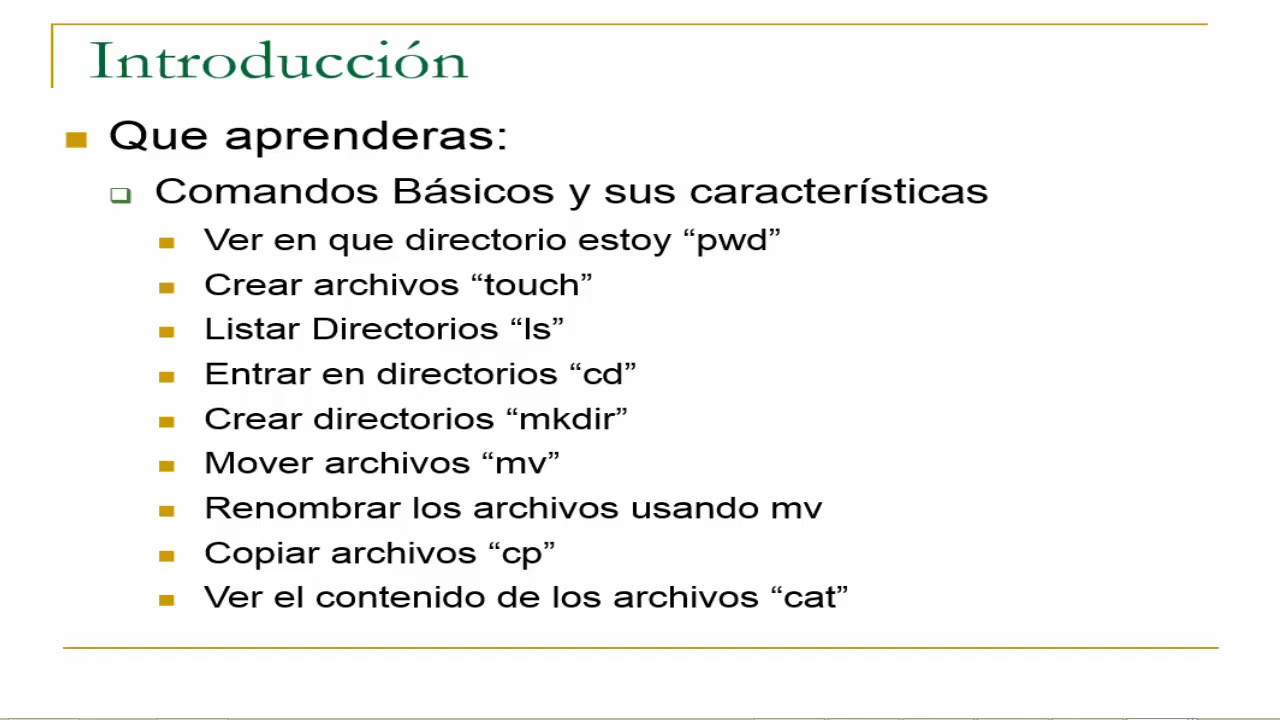 Introducción
Que aprenderas:
Comandos Básicos y sus características
Ver en que directorio estoy “pwd”
Crear archivos “touch”
Listar Directorios “ls”
Entrar en directorios “cd”
Crear directorios “mkdir”
Mover archivos “mv”
Renombrar los archivos usando mv
Copiar archivos “cp”
Ver el contenido de los archivos “cat”